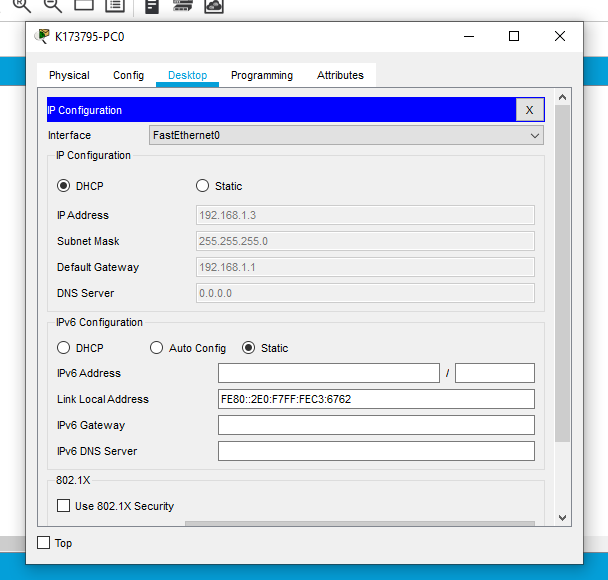 K173795-PC0
Physical Config Desktop Programming Attributes
IP Configuration X
Interface FastEthernet0
IP Configuration
DHCP Static
IP Address 192.168.1.3
Subnet Mask 255.255.255.0
Default Gateway 192.168.1.1
DNS Server 0.0.0.0
IPv6 Configuration
DHCP Auto Config Static
IPv6 Address /
Link Local Address FE80::2E0:F7FF:FEC3:6762
IPv6 Gateway
IPv6 DNS Server
802.1X
Use 802.1X Security
Top